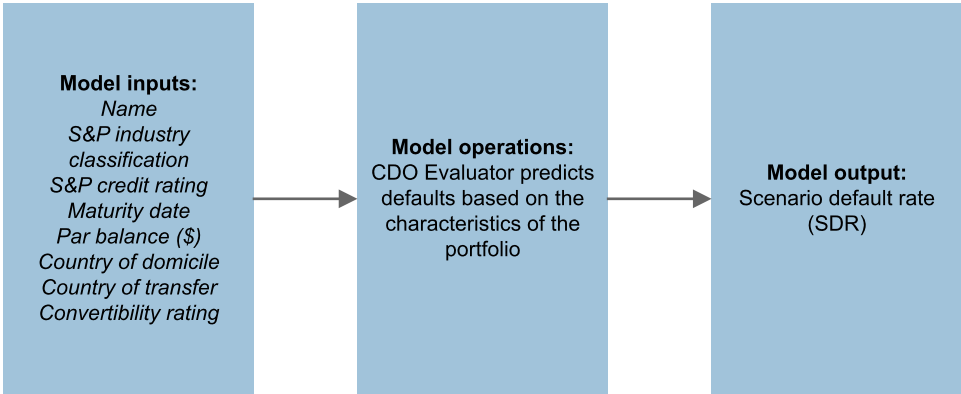 Model inputs:
Name
S&P industry
classification
S&P credit rating
Maturity date
Par balance ($)
Country of domicile
Country of transfer
Convertibility rating
Model operations:
CDO Evaluator predicts
defaults based on the
characteristics of the
portfolio
Model output:
Scenario default rate
(SDR)